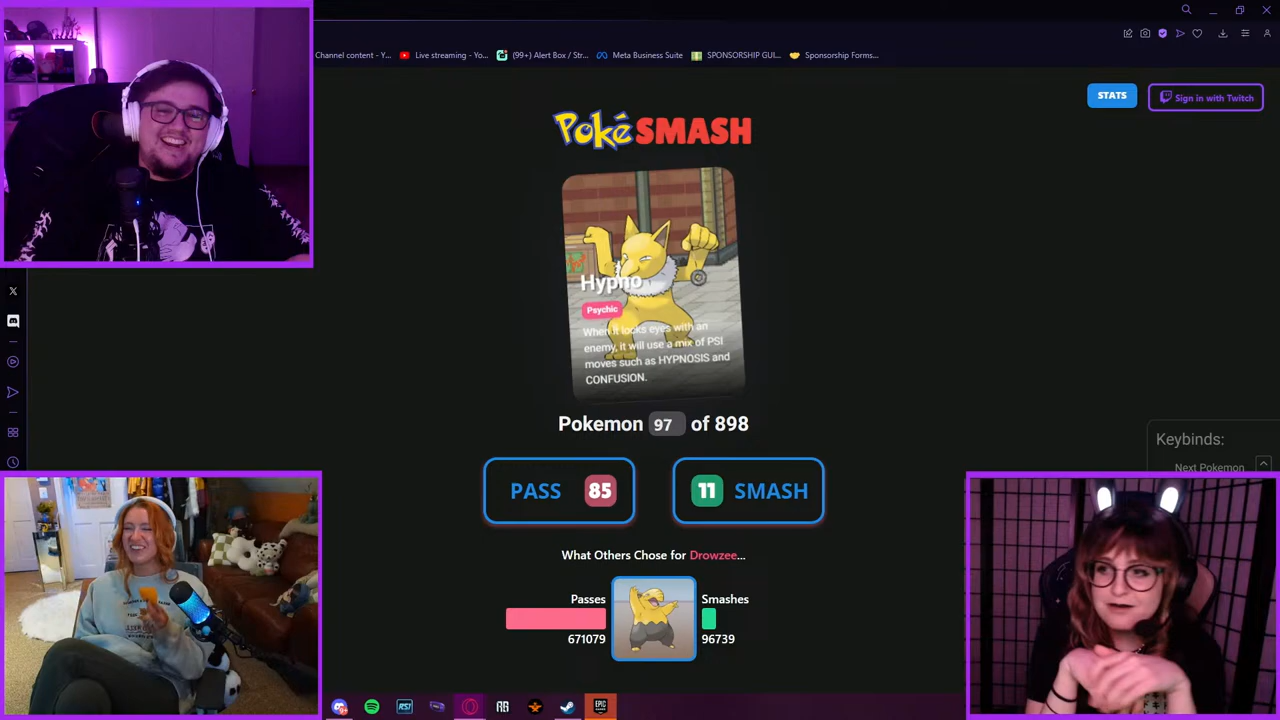 Channel content - Y...
Live streaming - Yo...
(99+) Alert Box / Str...
Meta Business Suite
SPONSORSHIP GUI...
Sponsorship Forms...
STATS
Sign in with Twitch
PokéSMASH
Hypno
Psychic
When it locks eyes with an
enemy, it will use a mix of PSI
moves such as HYPNOSIS and
CONFUSION.
Pokemon 97 of 898
PASS 85
11 SMASH
Keybinds:
Next Pokemon
What Others Chose for Drowzee...
Passes
671079
Smashes
96739
RSI
EPIC